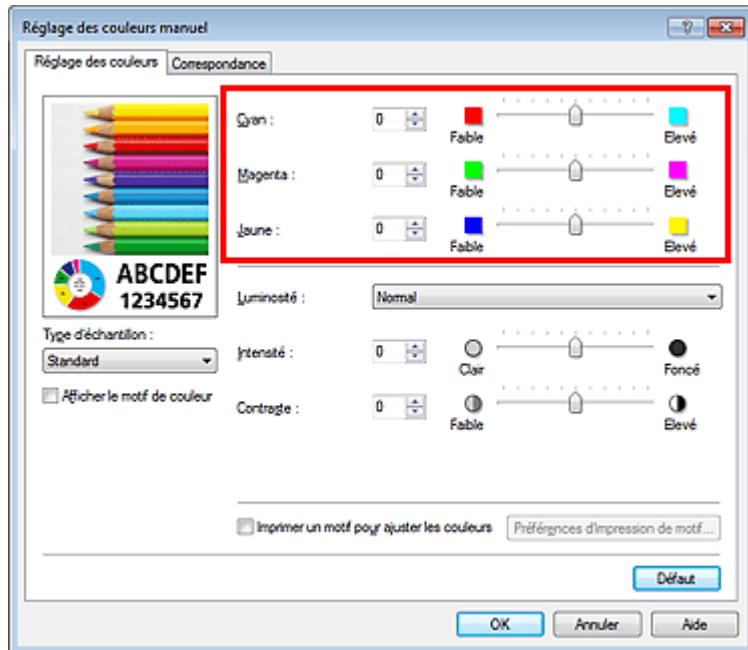 Réglage des couleurs manuel
Réglage des couleurs
Correspondance
Cyan :
0
Faible
Elevé
Magenta :
0
Faible
Elevé
Jaune :
0
Faible
Elevé
ABCDEF
1234567
Luminosité :
Normal
Type d'échantillon :
Standard
Intensité :
0
Clair
Foncé
Afficher le motif de couleur
Contraste :
0
Faible
Elevé
Imprimer un motif pour ajuster les couleurs
Préférences d'impression de motif...
Défaut
OK
Annuler
Aide